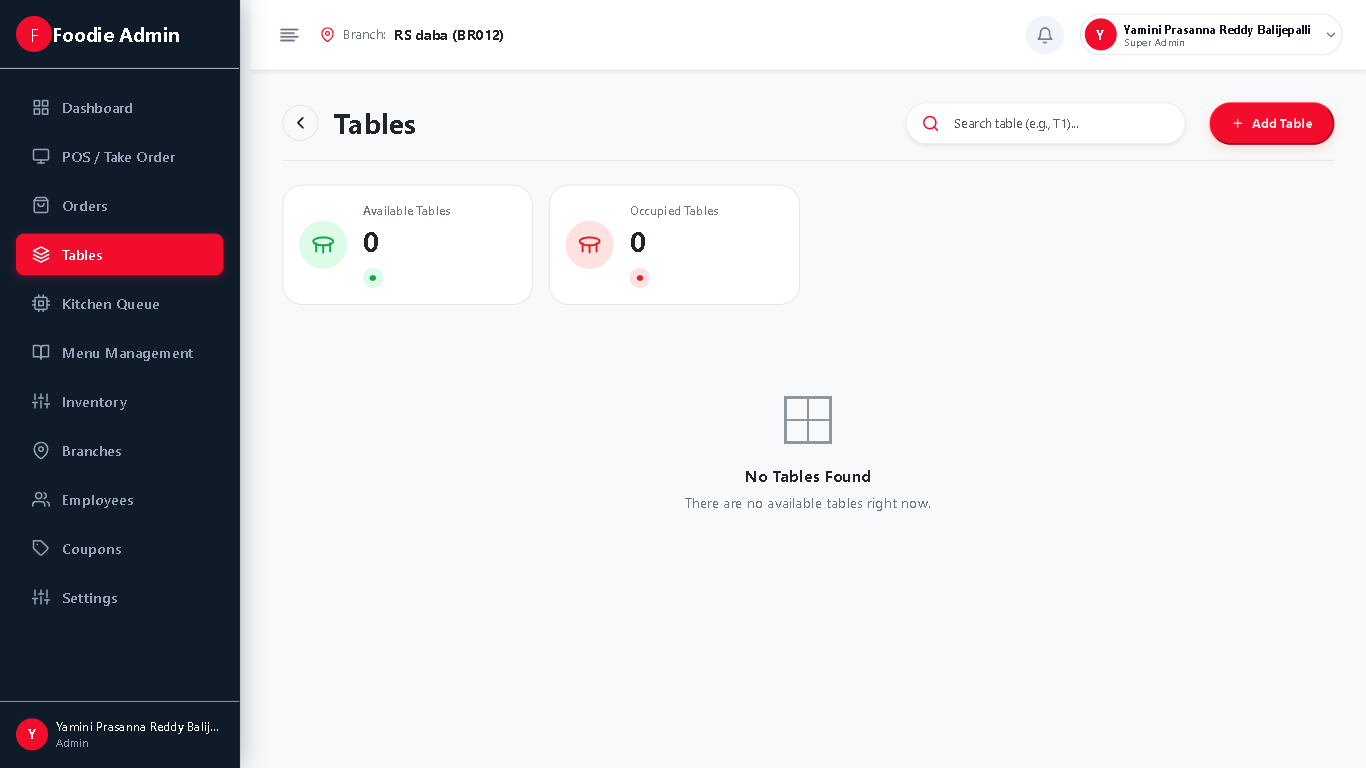 F Foodie Admin
Dashboard
POS / Take Order
Orders
Tables
Kitchen Queue
Menu Management
Inventory
Branches
Employees
Coupons
Settings
Y
Yamini Prasanna Reddy Balij...
Admin
Branch: RS daba (BR012)
Y
Yamini Prasanna Reddy Balijepalli
Super Admin
Tables
Search table (e.g., T1)...
+ Add Table
Available Tables
0
Occupied Tables
0
No Tables Found
There are no available tables right now.